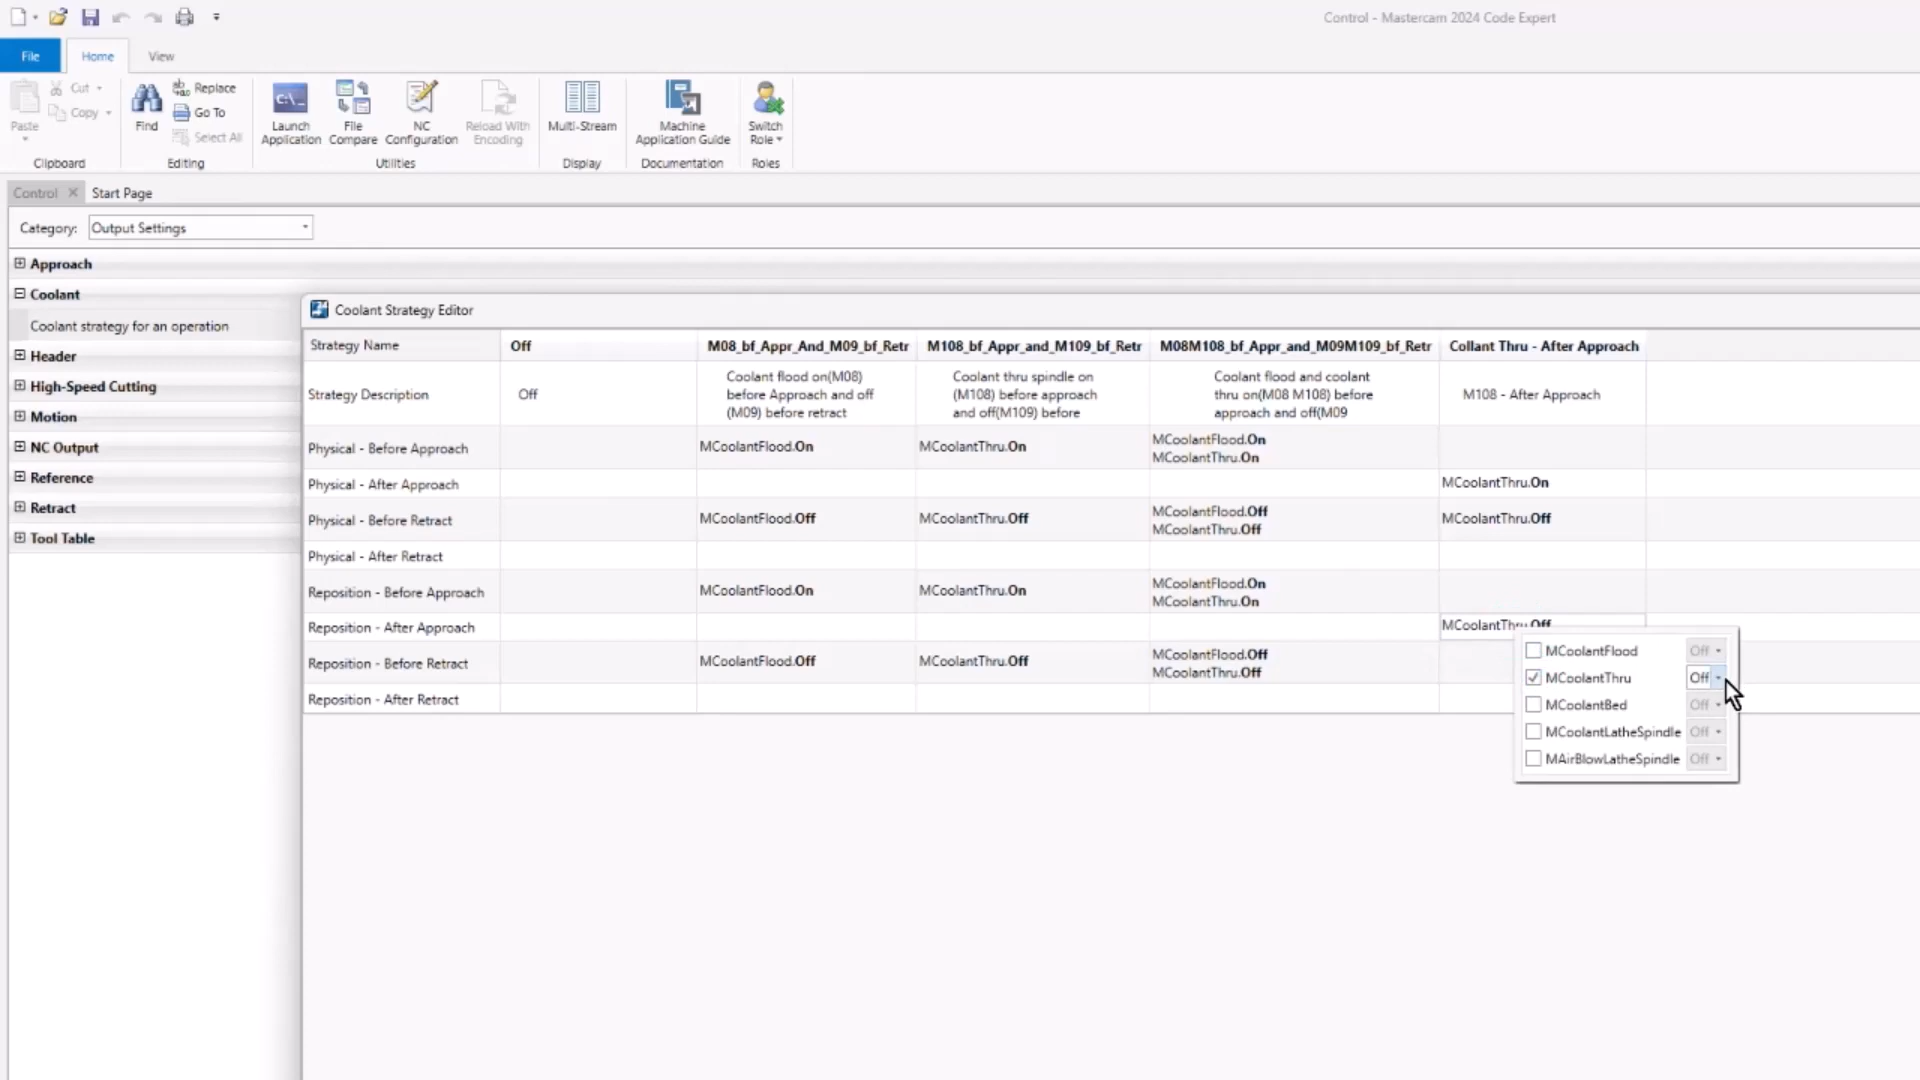 Control - Mastercam 2024 Code Expert
File
Home
View
Paste
Cut
Copy
Clipboard
Find
Replace
Go To
Select All
Editing
C:\_
Launch
Application
File
Compare
NC
Configuration
Reload With
Encoding
Utilities
Multi-Stream
Display
Machine
Application Guide
Documentation
Switch
Role
Roles
Control
Start Page
Category:
Output Settings
Approach
Coolant
Coolant strategy for an operation
Header
High-Speed Cutting
Motion
NC Output
Reference
Retract
Tool Table
Coolant Strategy Editor
Strategy Name
Off
M08_bf_Appr_And_M09_bf_Retr
M108_bf_Appr_and_M109_bf_Retr
M08M108_bf_Appr_and_M09M109_bf_Retr
Collant Thru - After Approach
Strategy Description
Off
Coolant flood on(M08)
before Approach and off
(M09) before retract
Coolant thru spindle on
(M108) before approach
and off(M109) before
Coolant flood and coolant
thru on(M08 M108) before
approach and off(M09
M108 - After Approach
Physical - Before Approach
MCoolantFlood.On
MCoolantThru.On
MCoolantFlood.On
MCoolantThru.On
Physical - After Approach
MCoolantThru.On
Physical - Before Retract
MCoolantFlood.Off
MCoolantThru.Off
MCoolantFlood.Off
MCoolantThru.Off
MCoolantThru.Off
Physical - After Retract
Reposition - Before Approach
MCoolantFlood.On
MCoolantThru.On
MCoolantFlood.On
MCoolantThru.On
Reposition - After Approach
MCoolantThru.Off
Reposition - Before Retract
MCoolantFlood.Off
MCoolantThru.Off
MCoolantFlood.Off
MCoolantThru.Off
Reposition - After Retract
MCoolantFlood Off
MCoolantThru Off
MCoolantBed Off
MCoolantLatheSpindle Off
MAirBlowLatheSpindle Off